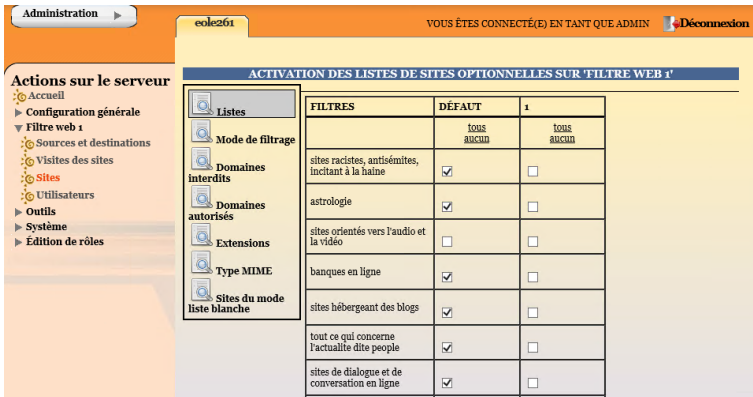 Administration
eole261
VOUS ÊTES CONNECTÉ(E) EN TANT QUE ADMIN
Déconnexion
Actions sur le serveur
Accueil
Configuration générale
Filtre web 1
Sources et destinations
Visites des sites
Sites
Utilisateurs
Outils
Système
Édition de rôles
ACTIVATION DES LISTES DE SITES OPTIONNELLES SUR 'FILTRE WEB 1'
Listes
Mode de filtrage
Domaines
interdits
Domaines
autorisés
Extensions
Type MIME
Sites du mode
liste blanche
FILTRES DÉFAUT 1
tous tous
aucun aucun
sites racistes, antisémites,
incitant à la haine
astrologie
sites orientés vers l'audio et
la vidéo
banques en ligne
sites hébergeant des blogs
tout ce qui concerne
l'actualite dite people
sites de dialogue et de
conversation en ligne